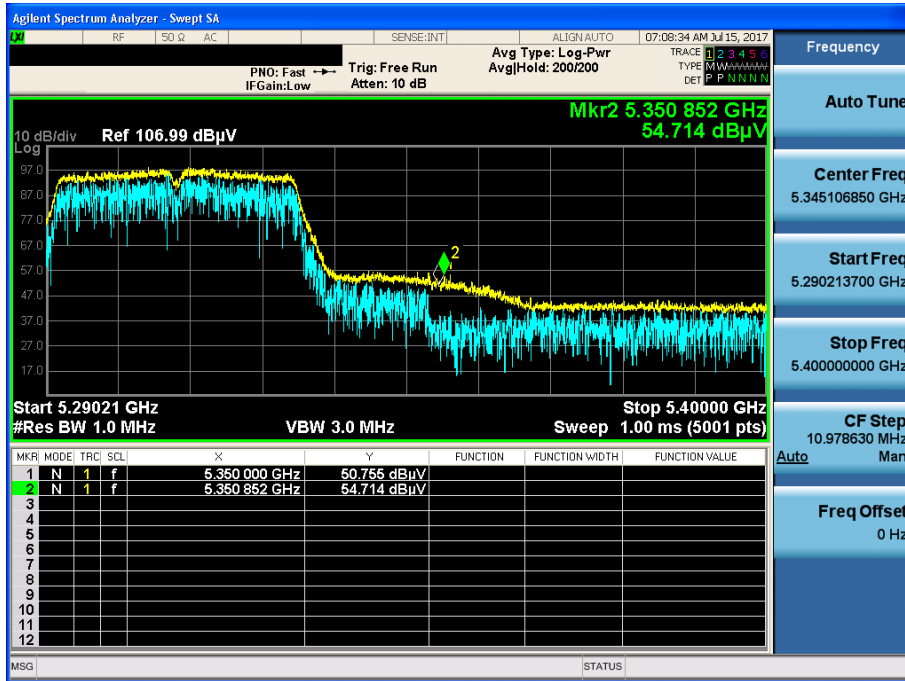 Agilent Spectrum Analyzer - Swept SA
LXI RF 50 Ω AC SENSE:INT ALIGN AUTO 07:08:34 AM Jul 15, 2017
PNO: Fast Trig: Free Run Avg Type: Log-Pwr TRACE 1 2 3 4 5 6
IFGain:Low Atten: 10 dB Avg|Hold: 200/200 TYPE M W
DET P P N N N N
Mkr2 5.350 852 GHz
54.714 dBµV
10 dB/div Ref 106.99 dBµV
Log
97.0
87.0
77.0
67.0
57.0
47.0
37.0
27.0
17.0
2
1
Start 5.29021 GHz Stop 5.40000 GHz
#Res BW 1.0 MHz VBW 3.0 MHz Sweep 1.00 ms (5001 pts)
MKR MODE TRC SCL X Y FUNCTION FUNCTION WIDTH FUNCTION VALUE
1 N 1 f 5.350 000 GHz 50.755 dBµV
2 N 1 f 5.350 852 GHz 54.714 dBµV
3
4
5
6
7
8
9
10
11
12
MSG STATUS
Frequency
Auto Tune
Center Freq
5.345106850 GHz
Start Freq
5.290213700 GHz
Stop Freq
5.400000000 GHz
CF Step
10.978630 MHz
Auto Man
Freq Offset
0 Hz